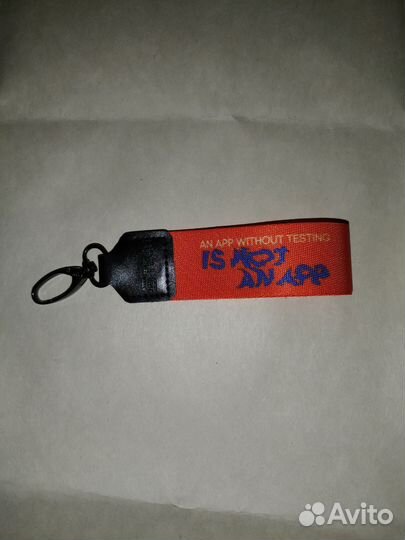 AN APP WITHOUT TESTING
IS NOT
AN APP
Avito